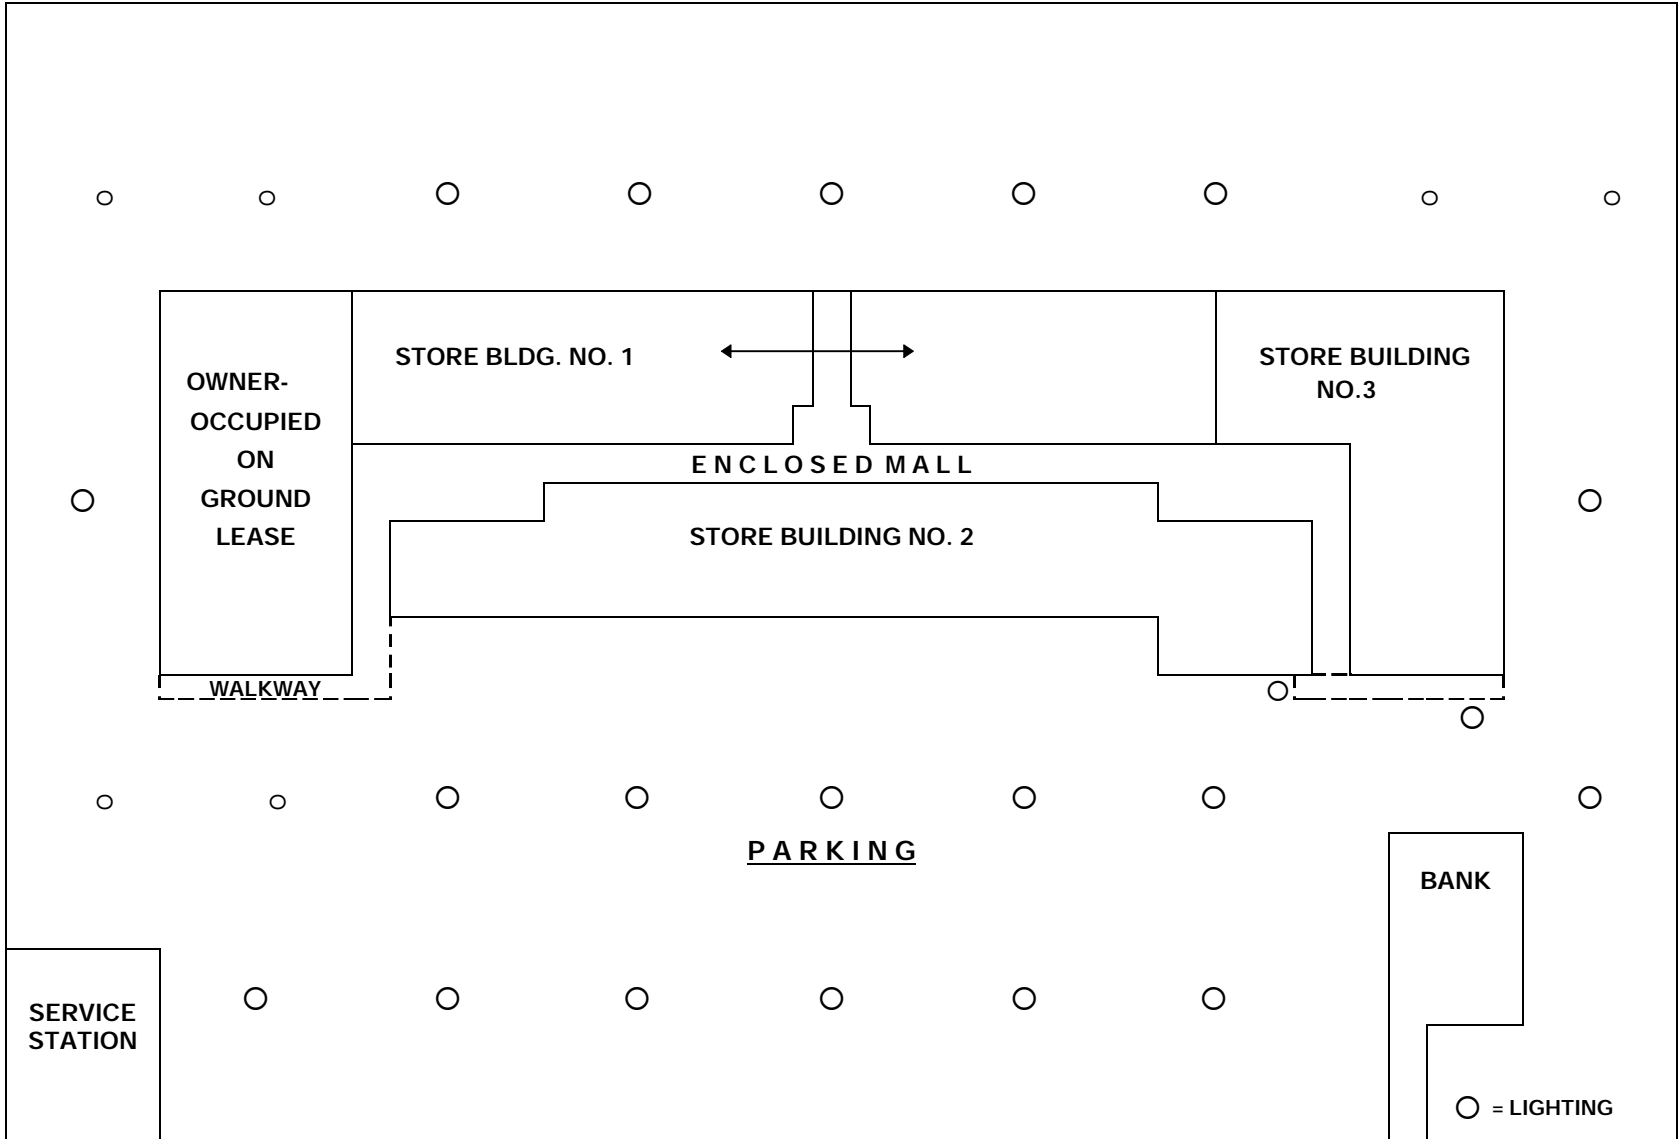 STORE BLDG. NO. 1
STORE BUILDING
NO.3
OWNER-
OCCUPIED
ON
GROUND
LEASE
ENCLOSED MALL
STORE BUILDING NO. 2
WALKWAY
PARKING
BANK
SERVICE
STATION
= LIGHTING